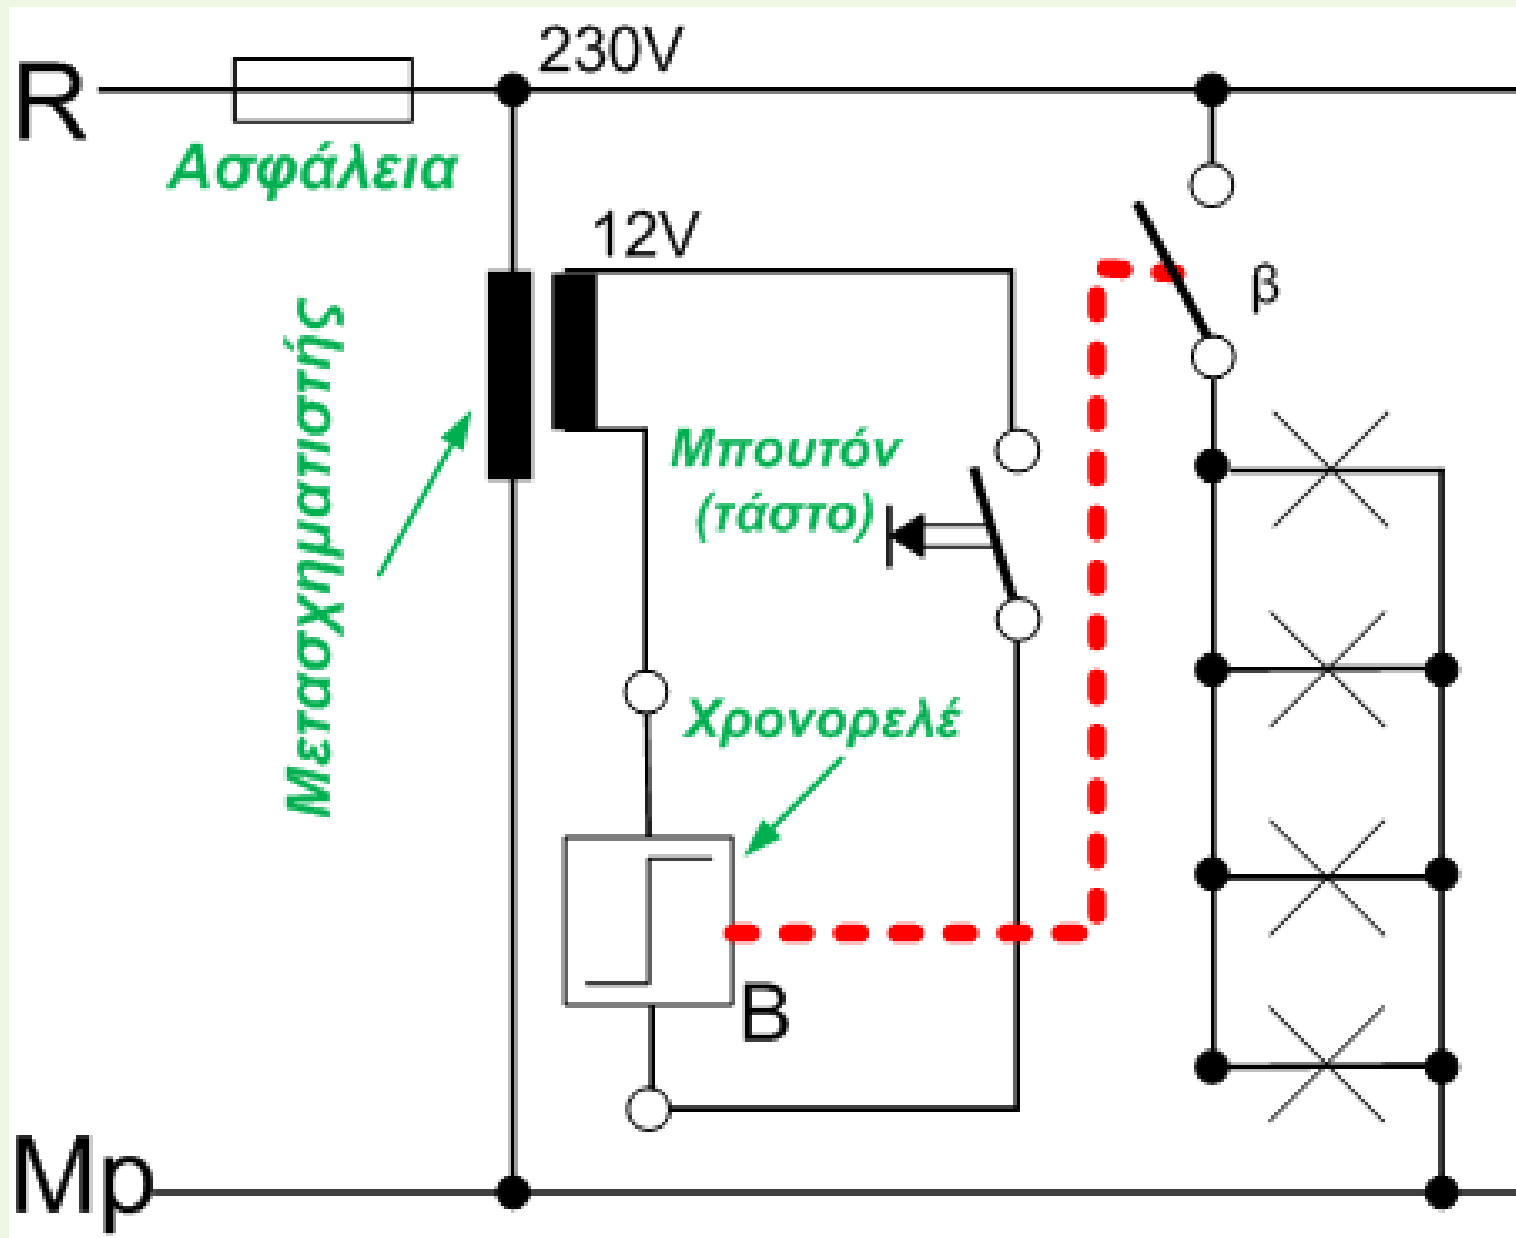 230V
R
Ασφάλεια
12V
β
Μετασχηματιστής
Μπουτόν
(τάστο)
Χρονορελέ
B
Mp